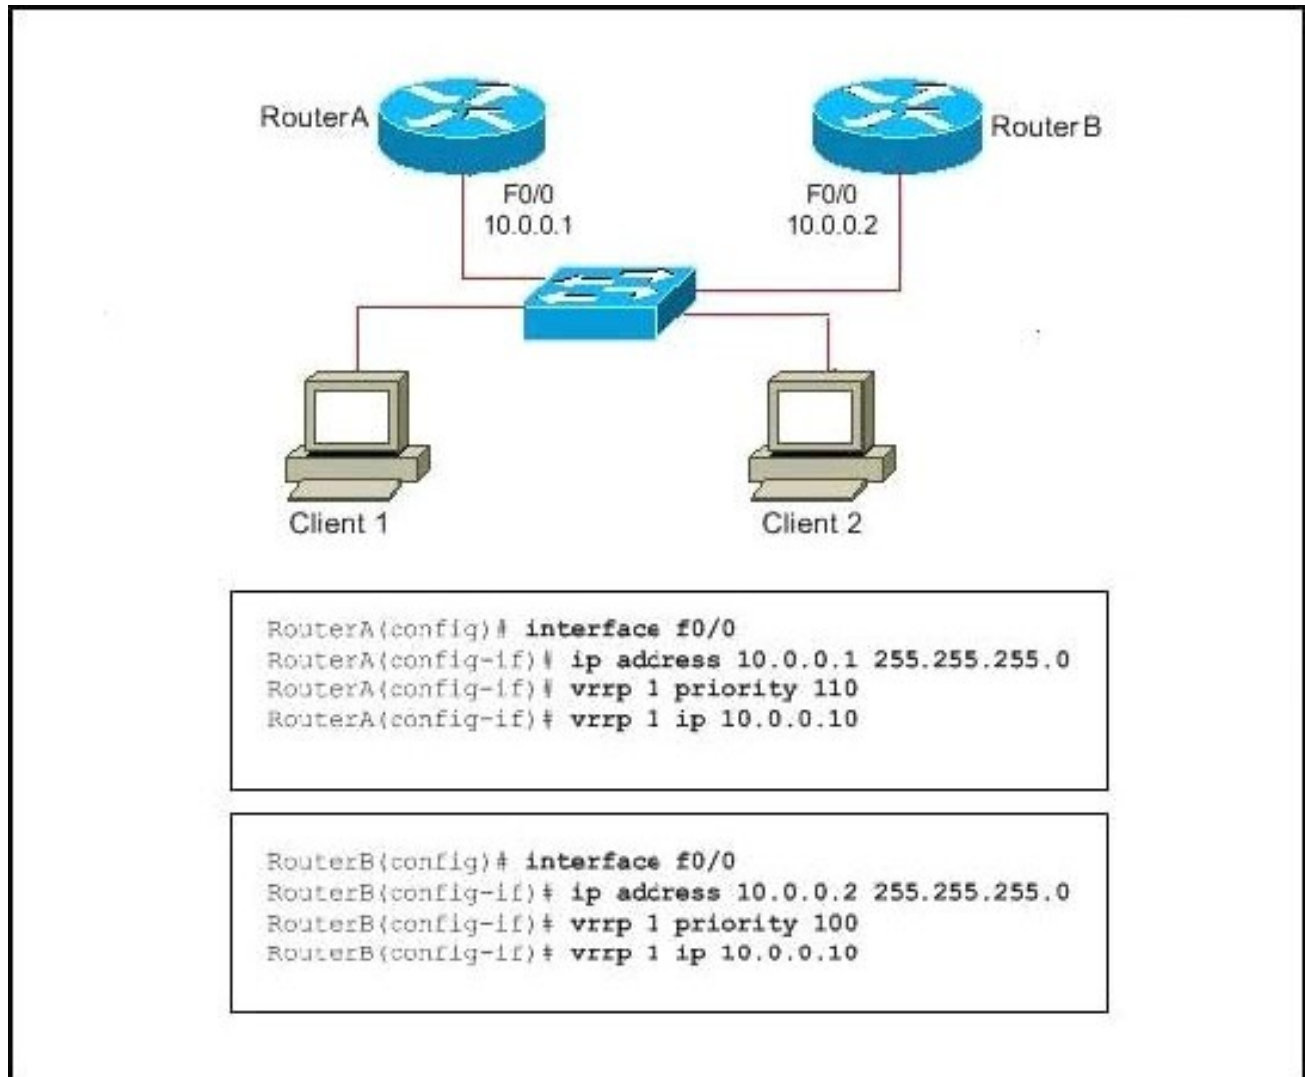 RouterA
RouterB
F0/0
10.0.0.1
F0/0
10.0.0.2
Client 1
Client 2
RouterA(config)# interface f0/0
RouterA(config-if)# ip address 10.0.0.1 255.255.255.0
RouterA(config-if)# vrrp 1 priority 110
RouterA(config-if)# vrrp 1 ip 10.0.0.10
RouterB(config)# interface f0/0
RouterB(config-if)# ip address 10.0.0.2 255.255.255.0
RouterB(config-if)# vrrp 1 priority 100
RouterB(config-if)# vrrp 1 ip 10.0.0.10